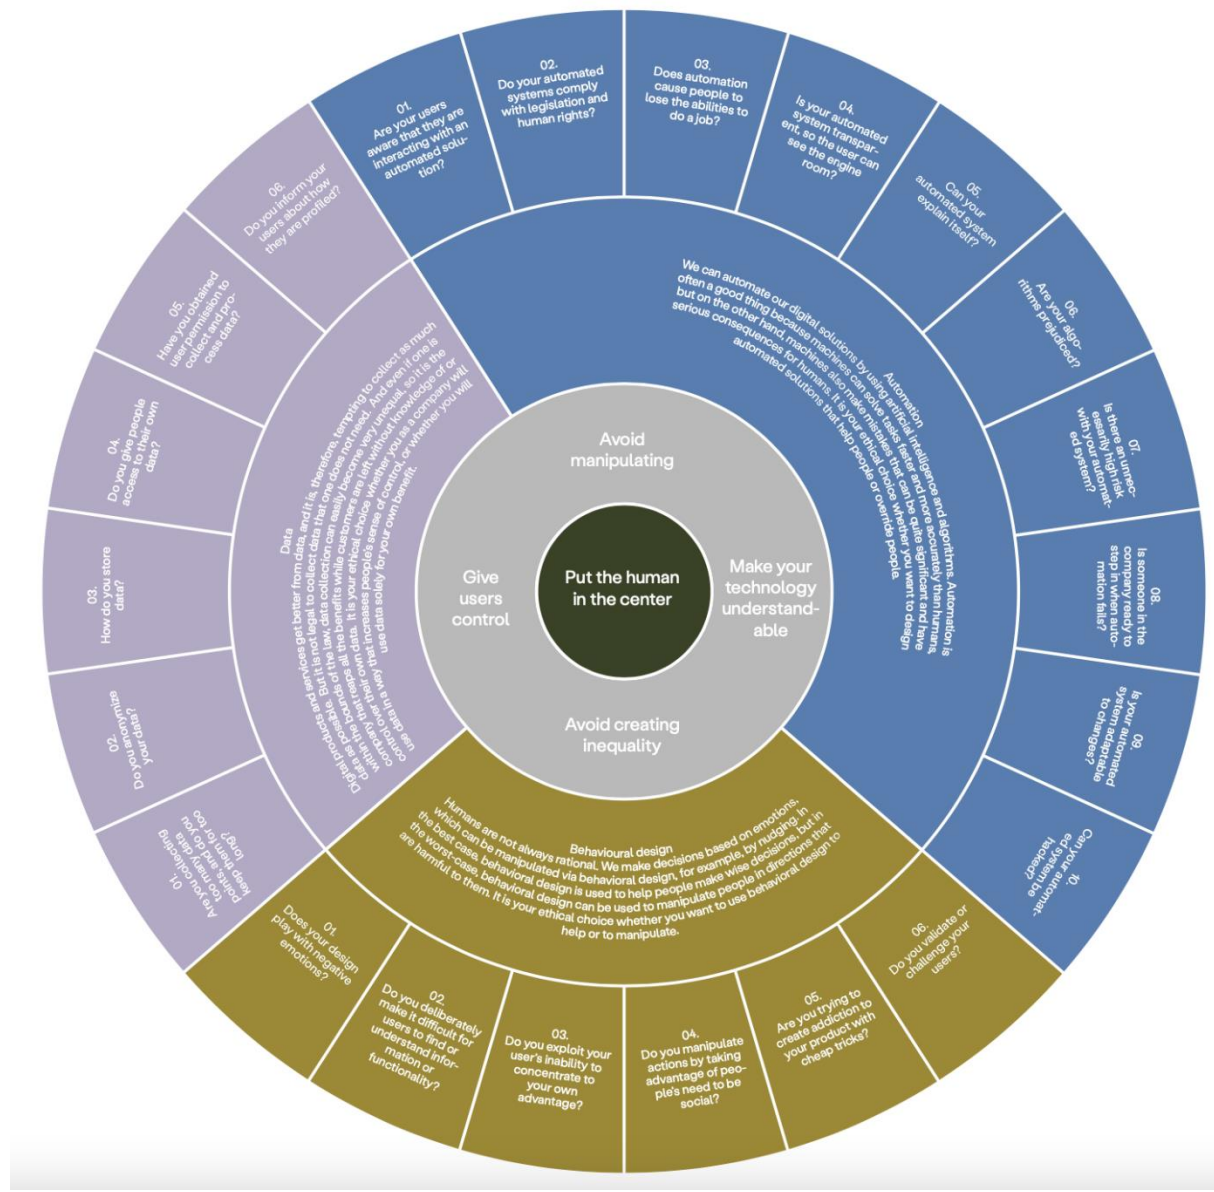 Put the human
in the center
Avoid
manipulating
Make your
technology
understand-
able
Avoid creating
inequality
Give
users
control
Automation
We can automate our digital solutions by using artificial intelligence and algorithms. Automation is
often a good thing because machines can solve tasks faster and more accurately than humans,
but on the other hand, machines also make mistakes that can be quite significant and have
serious consequences for humans. It is your ethical choice whether you want to design
automated solutions that help people or override people.
01.
Are your users
aware that they are
interacting with an
automated solu-
tion?
02.
Do your automated
systems comply
with legislation and
human rights?
03.
Does automation
cause people to
lose the abilities to
do a job?
04.
Is your automated
system transpar-
ent, so the user can
see the engine
room?
05.
Can your
automated system
explain itself?
06.
Are your algo-
rithms prejudiced?
07.
Is there an unnec-
essarily high risk
with your automat-
ed system?
08.
Is someone in the
company ready to
step in when auto-
mation fails?
09.
Is your automated
system adaptable
to changes?
10.
Can your automat-
ed system be
hacked?
Behavioural design
Humans are not always rational. We make decisions based on emotions,
which can be manipulated via behavioral design, for example, by nudging. In
the best case, behavioral design is used to help people make wise decisions, but in
the worst-case, behavioral design can be used to manipulate people in directions that
are harmful to them. It is your ethical choice whether you want to use behavioral design to
help or to manipulate.
01.
Does your design
play with negative
emotions?
02.
Do you deliberately
make it difficult for
users to find or
understand infor-
mation or
functionality?
03.
Do you exploit your
user's inability to
concentrate to
your own
advantage?
04.
Do you manipulate
actions by taking
advantage of peo-
ple's need to be
social?
05.
Are you trying to
create addiction to
your product with
cheap tricks?
06.
Do you validate or
challenge your
users?
Data
Digital products and services get better from data, and it is, therefore, tempting to collect as much
data as possible. But it is not legal to collect data that one does not need. And even if one is
within the bounds of the law, data collection can easily become very unequal, so it is the
company that reaps all the benefits while customers are left without knowledge of or
control over their own data. It is your ethical choice whether you as a company will
use data in a way that increases people's sense of control, or whether you will
use data solely for your own benefit.
01.
Are you collecting
too many data
points, and do you
keep them for too
long?
02.
Do you anonymize
your data?
03.
How do you store
data?
04.
Do you give people
access to their own
data?
05.
Have you obtained
user permission to
collect and pro-
cess data?
06.
Do you inform your
users about how
they are profiled?